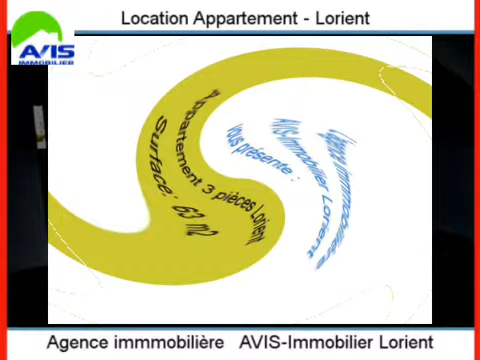 Location Appartement - Lorient
AVIS
IMMOBILIER
Appartement 3 pièces Lorient
Surface: 63 m2
Agence immmobilière
AVIS-Immobilier Lorient
vous présente :
Agence immmobilière AVIS-Immobilier Lorient